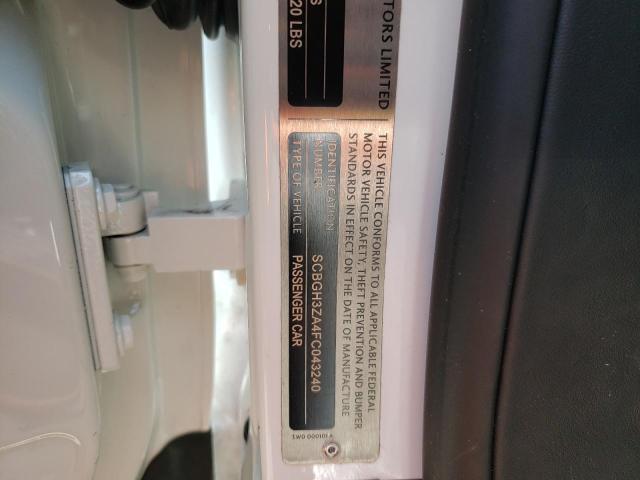 TORS LIMITED
S
20 LBS
THIS VEHICLE CONFORMS TO ALL APPLICABLE FEDERAL
MOTOR VEHICLE SAFETY, THEFT PREVENTION AND BUMPER
STANDARDS IN EFFECT ON THE DATE OF MANUFACTURE
IDENTIFICATION
NUMBER SCBGH3ZA4FC043240
TYPE OF VEHICLE PASSENGER CAR